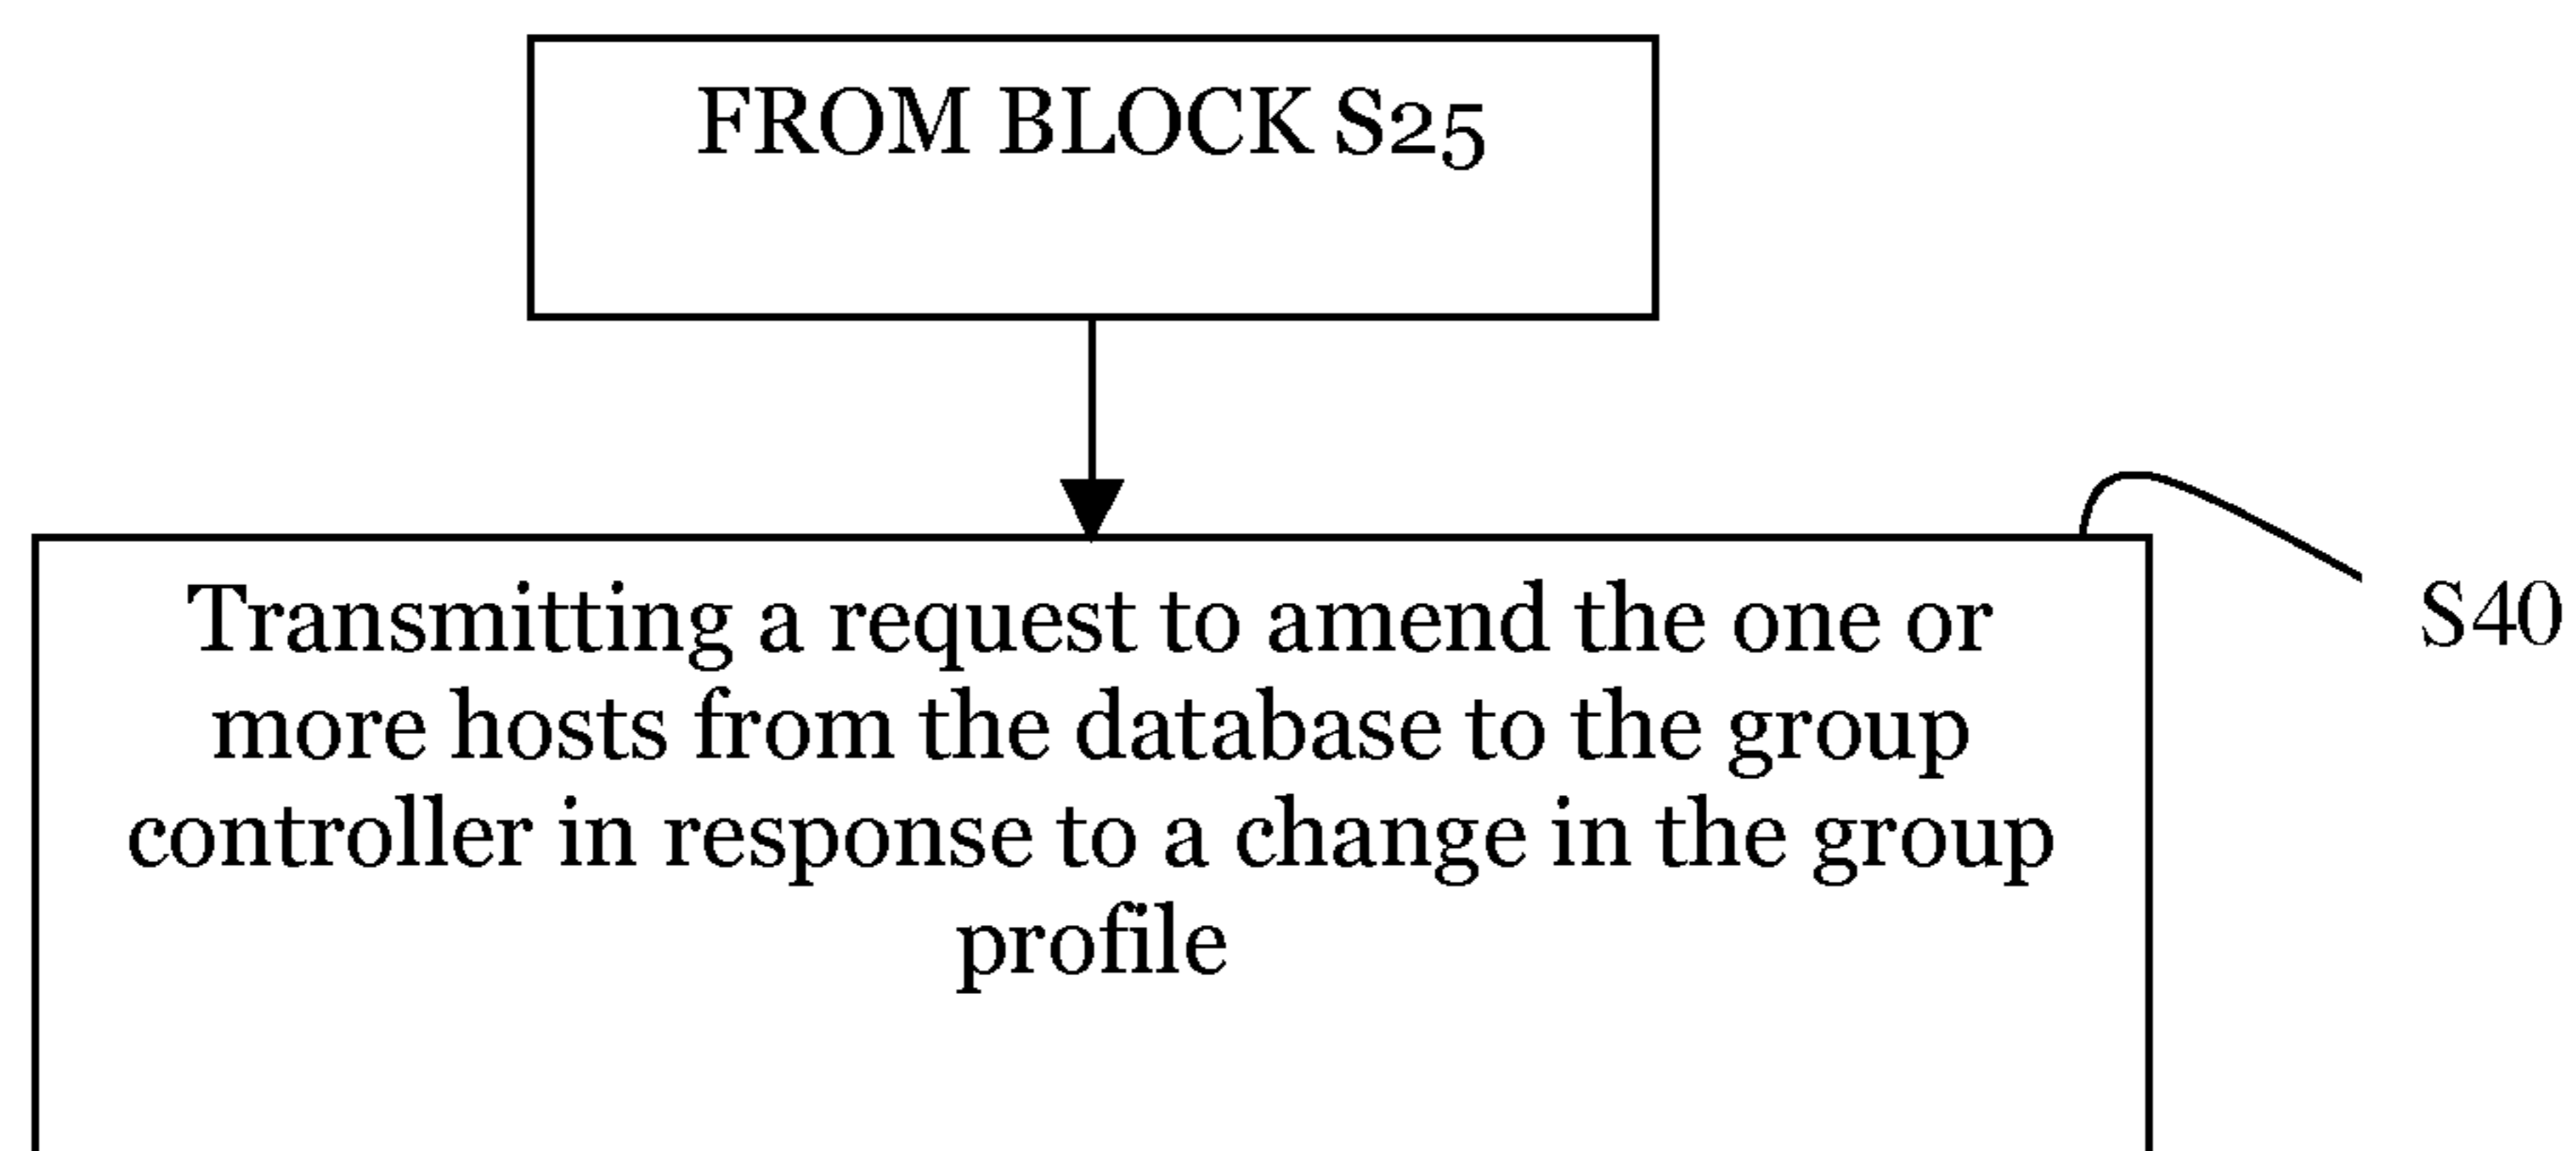 FROM BLOCK S25
Transmitting a request to amend the one or
more hosts from the database to the group
controller in response to a change in the group
profile
S40